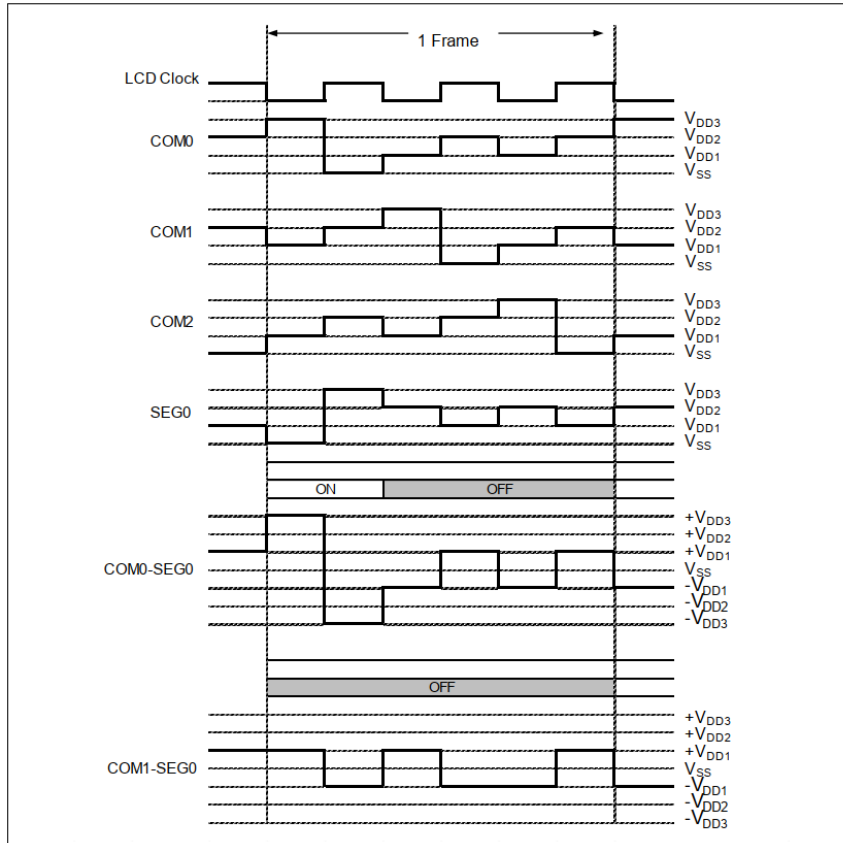 1 Frame
LCD Clock
COM0
VDD3
VDD2
VDD1
VSS
COM1
VDD3
VDD2
VDD1
VSS
COM2
VDD3
VDD2
VDD1
VSS
SEG0
VDD3
VDD2
VDD1
VSS
ON OFF
COM0-SEG0
+VDD3
+VDD2
+VDD1
VSS
-VDD1
-VDD2
-VDD3
OFF
COM1-SEG0
+VDD3
+VDD2
+VDD1
VSS
-VDD1
-VDD2
-VDD3